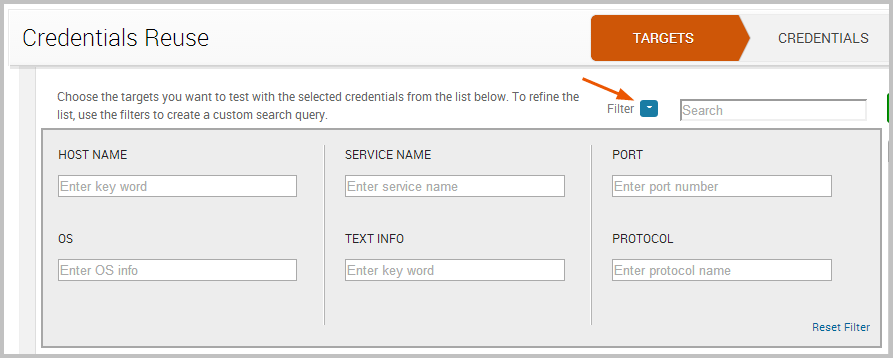 Credentials Reuse
TARGETS
CREDENTIALS
Choose the targets you want to test with the selected credentials from the list below. To refine the
list, use the filters to create a custom search query.
Filter
Search
HOST NAME
SERVICE NAME
PORT
Enter key word
Enter service name
Enter port number
OS
TEXT INFO
PROTOCOL
Enter OS info
Enter key word
Enter protocol name
Reset Filter